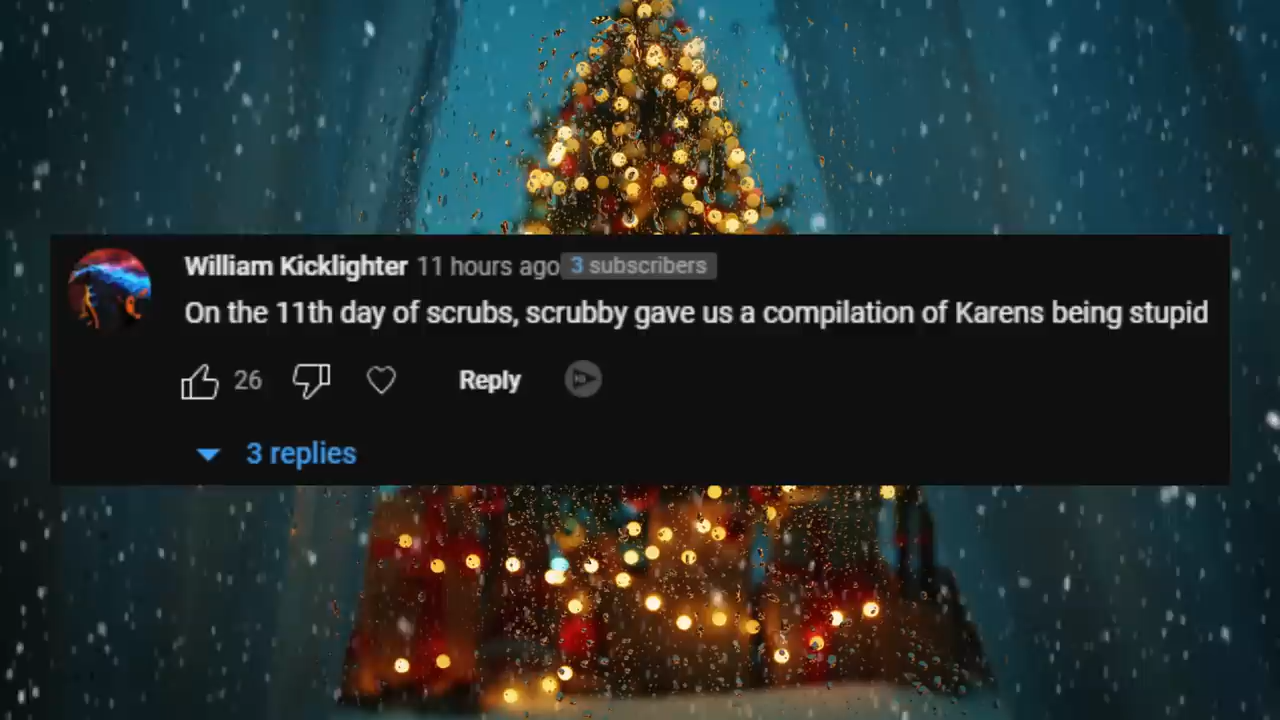 William Kicklighter 11 hours ago 3 subscribers
On the 11th day of scrubs, scrubby gave us a compilation of Karens being stupid
26 Reply
3 replies